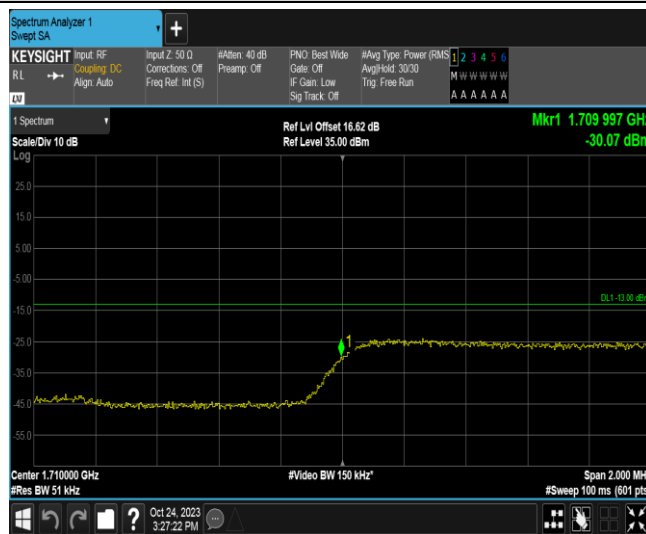 Spectrum Analyzer 1
Swept SA
+
KEYSIGHT
RL
LXI
Input: RF
Coupling: DC
Align: Auto
Input Z: 50 Ω
Corrections: Off
Freq Ref: Int (S)
#Atten: 40 dB
Preamp: Off
PNO: Best Wide
Gate: Off
IF Gain: Low
Sig Track: Off
#Avg Type: Power (RMS
Avg|Hold: 30/30
Trig: Free Run
1 2 3 4 5 6
M W W W W W
A A A A A A
1 Spectrum
Scale/Div 10 dB
Ref Lvl Offset 16.62 dB
Ref Level 35.00 dBm
Mkr1 1.709 997 GHz
-30.07 dBm
Log
25.0
15.0
5.00
-5.00
DL1 -13.00 dBm
-15.0
1
-25.0
-35.0
-45.0
-55.0
Center 1.710000 GHz
#Video BW 150 kHz*
Span 2.000 MH
#Res BW 51 kHz
#Sweep 100 ms (601 pts
?
Oct 24, 2023
3:27:22 PM